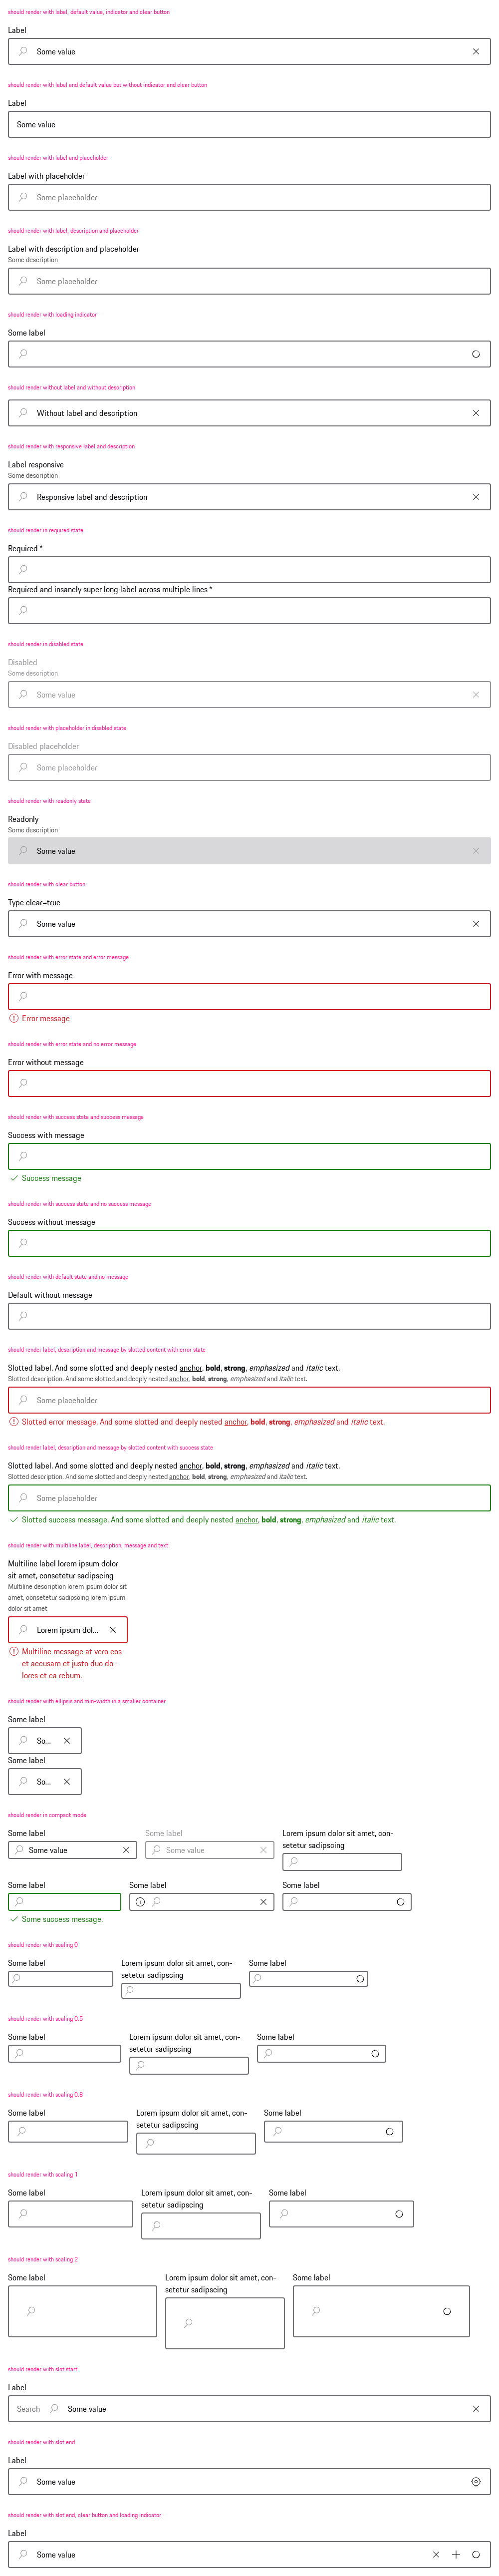 should render with label, default value, indicator and clear button
Label
Some value
should render with label and default value but without indicator and clear button
Label
Some value
should render with label and placeholder
Label with placeholder
Some placeholder
should render with label, description and placeholder
Label with description and placeholder
Some description
Some placeholder
should render with loading indicator
Some label
should render without label and without description
Without label and description
should render with responsive label and description
Label responsive
Some description
Responsive label and description
should render in required state
Required *
Required and insanely super long label across multiple lines *
should render in disabled state
Disabled
Some description
Some value
should render with placeholder in disabled state
Disabled placeholder
Some placeholder
should render with readonly state
Readonly
Some description
Some value
should render with clear button
Type clear=true
Some value
should render with error state and error message
Error with message
Error message
should render with error state and no error message
Error without message
should render with success state and success message
Success with message
Success message
should render with success state and no success message
Success without message
should render with default state and no message
Default without message
should render label, description and message by slotted content with error state
Slotted label. And some slotted and deeply nested anchor, bold, strong, emphasized and italic text.
Slotted description. And some slotted and deeply nested anchor, bold, strong, emphasized and italic text.
Some placeholder
Slotted error message. And some slotted and deeply nested anchor, bold, strong, emphasized and italic text.
should render label, description and message by slotted content with success state
Slotted label. And some slotted and deeply nested anchor, bold, strong, emphasized and italic text.
Slotted description. And some slotted and deeply nested anchor, bold, strong, emphasized and italic text.
Some placeholder
Slotted success message. And some slotted and deeply nested anchor, bold, strong, emphasized and italic text.
should render with multiline label, description, message and text
Multiline label lorem ipsum dolor
sit amet, consetetur sadipscing
Multiline description lorem ipsum dolor sit
amet, consetetur sadipscing lorem ipsum
dolor sit amet
Lorem ipsum dol...
Multiline message at vero eos
et accusam et justo duo do-
lores et ea rebum.
should render with ellipsis and min-width in a smaller container
Some label
So...
Some label
So...
should render in compact mode
Some label
Some value
Some label
Some value
Lorem ipsum dolor sit amet, con-
setetur sadipscing
Some label
Some success message.
Some label
Some label
should render with scaling 0
Some label
Lorem ipsum dolor sit amet, con-
setetur sadipscing
Some label
should render with scaling 0.5
Some label
Lorem ipsum dolor sit amet, con-
setetur sadipscing
Some label
should render with scaling 0.8
Some label
Lorem ipsum dolor sit amet, con-
setetur sadipscing
Some label
should render with scaling 1
Some label
Lorem ipsum dolor sit amet, con-
setetur sadipscing
Some label
should render with scaling 2
Some label
Lorem ipsum dolor sit amet, con-
setetur sadipscing
Some label
should render with slot start
Label
Search
Some value
should render with slot end
Label
Some value
should render with slot end, clear button and loading indicator
Label
Some value